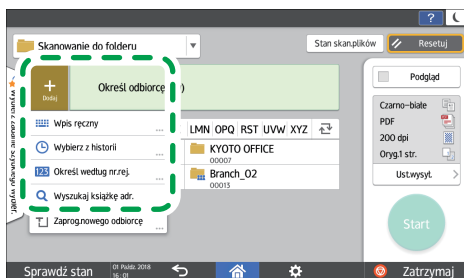 ?
Skanowanie do folderu
Stan skan.plików
Resetuj
Dodaj
Określ odbiorcę
Podgląd
Wpis ręczny
Wybierz z historii
Określ według nr.rej.
Wyszukaj książkę adr.
Zaprog.nowego odbiorcę
LMN OPQ RST UVW XYZ
KYOTO OFFICE
00007
Branch_02
00013
Czarno-białe
PDF
200 dpi
Oryg.1 str.
Ust.wysył.
Start
Sprawdź stan
01 Paźdz. 2018
16:01
Zatrzymaj